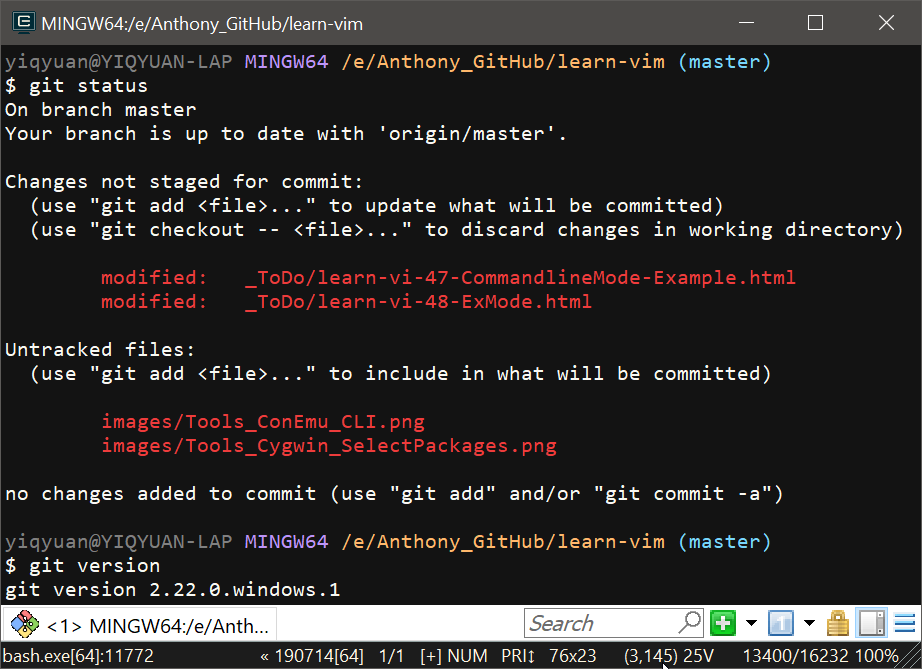 MINGW64:/e/Anthony_GitHub/learn-vim
yiqyuan@YIQYUAN-LAP MINGW64 /e/Anthony_GitHub/learn-vim (master)
$ git status
On branch master
Your branch is up to date with 'origin/master'.
Changes not staged for commit:
(use "git add <file>..." to update what will be committed)
(use "git checkout -- <file>..." to discard changes in working directory)
modified: _ToDo/learn-vi-47-CommandlineMode-Example.html
modified: _ToDo/learn-vi-48-ExMode.html
Untracked files:
(use "git add <file>..." to include in what will be committed)
images/Tools_ConEmu_CLI.png
images/Tools_Cygwin_SelectPackages.png
no changes added to commit (use "git add" and/or "git commit -a")
yiqyuan@YIQYUAN-LAP MINGW64 /e/Anthony_GitHub/learn-vim (master)
$ git version
git version 2.22.0.windows.1
<1> MINGW64:/e/Anth... Search 1
bash.exe[64]:11772 « 190714[64] 1/1 [+] NUM PRI↕ 76x23 (3,145) 25V 13400/16232 100%